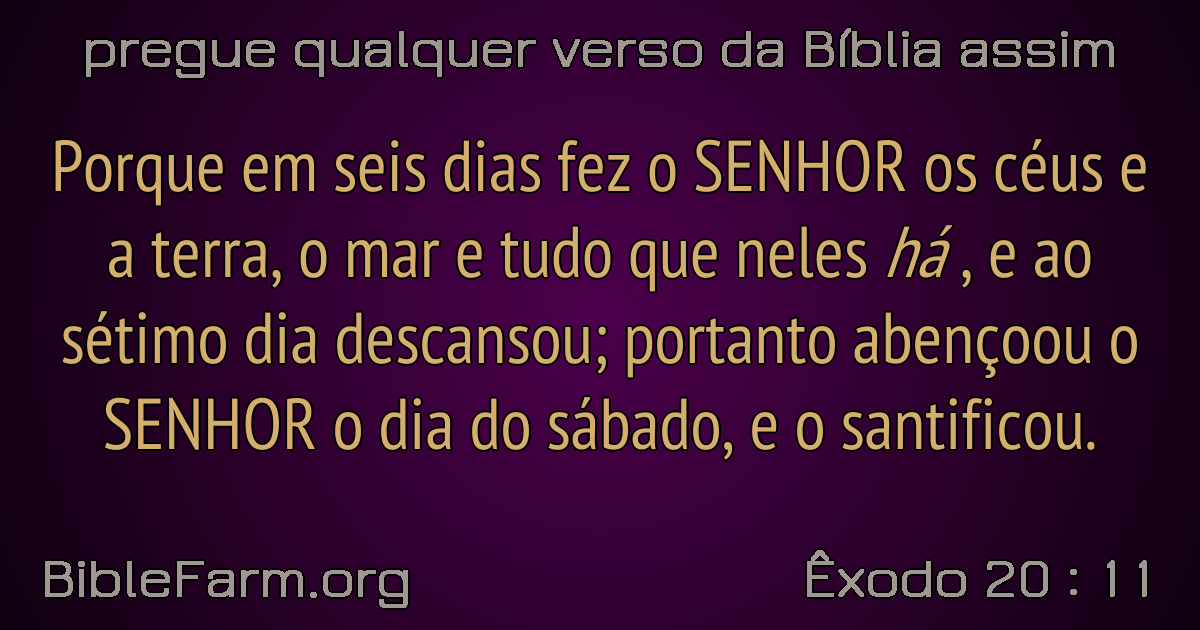 pregue qualquer verso da Bíblia assim
Porque em seis dias fez o SENHOR os céus e
a terra, o mar e tudo que neles há , e ao
sétimo dia descansou; portanto abençoou o
SENHOR o dia do sábado, e o santificou.
BibleFarm.org
Êxodo 20 : 11